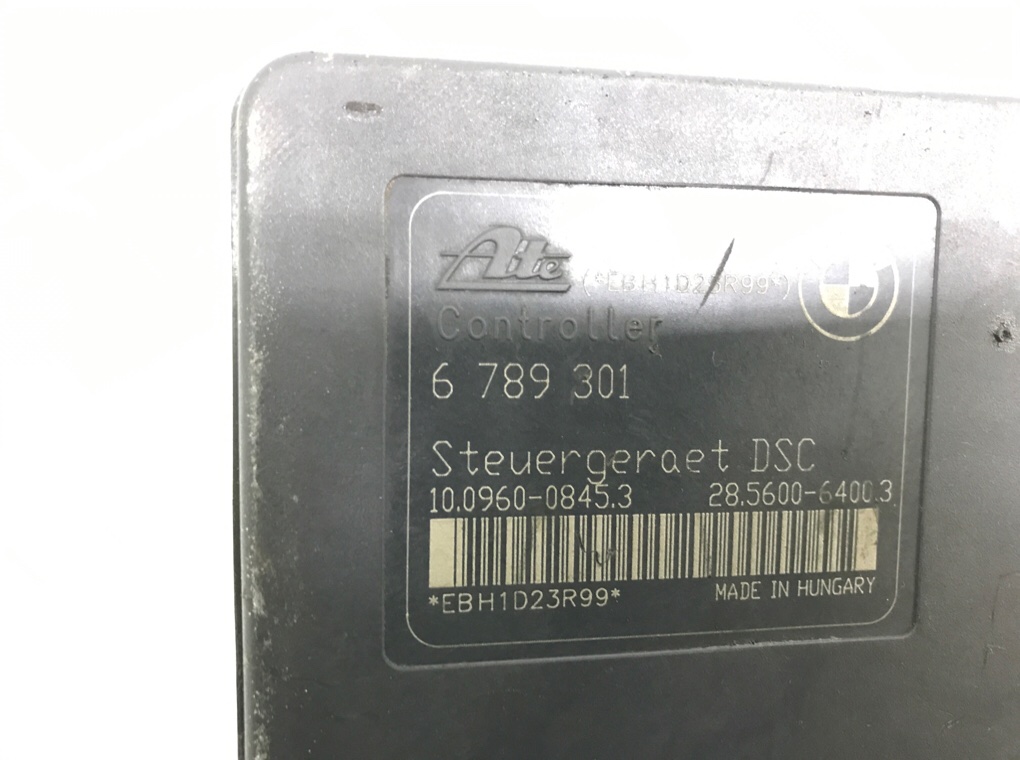 Ate (*EBH1D23R99*)
Controller
6 789 301
Steuergeraet DSC
10.0960-0845.3 28.5600-6400.3
*EBH1D23R99* MADE IN HUNGARY